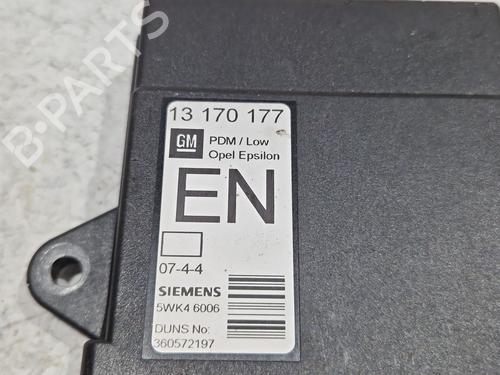 13 170 177
GM
PDM / Low
Opel Epsilon
EN
07-4-4
SIEMENS
5WK4 6006
DUNS No:
360572197
B-PARTS